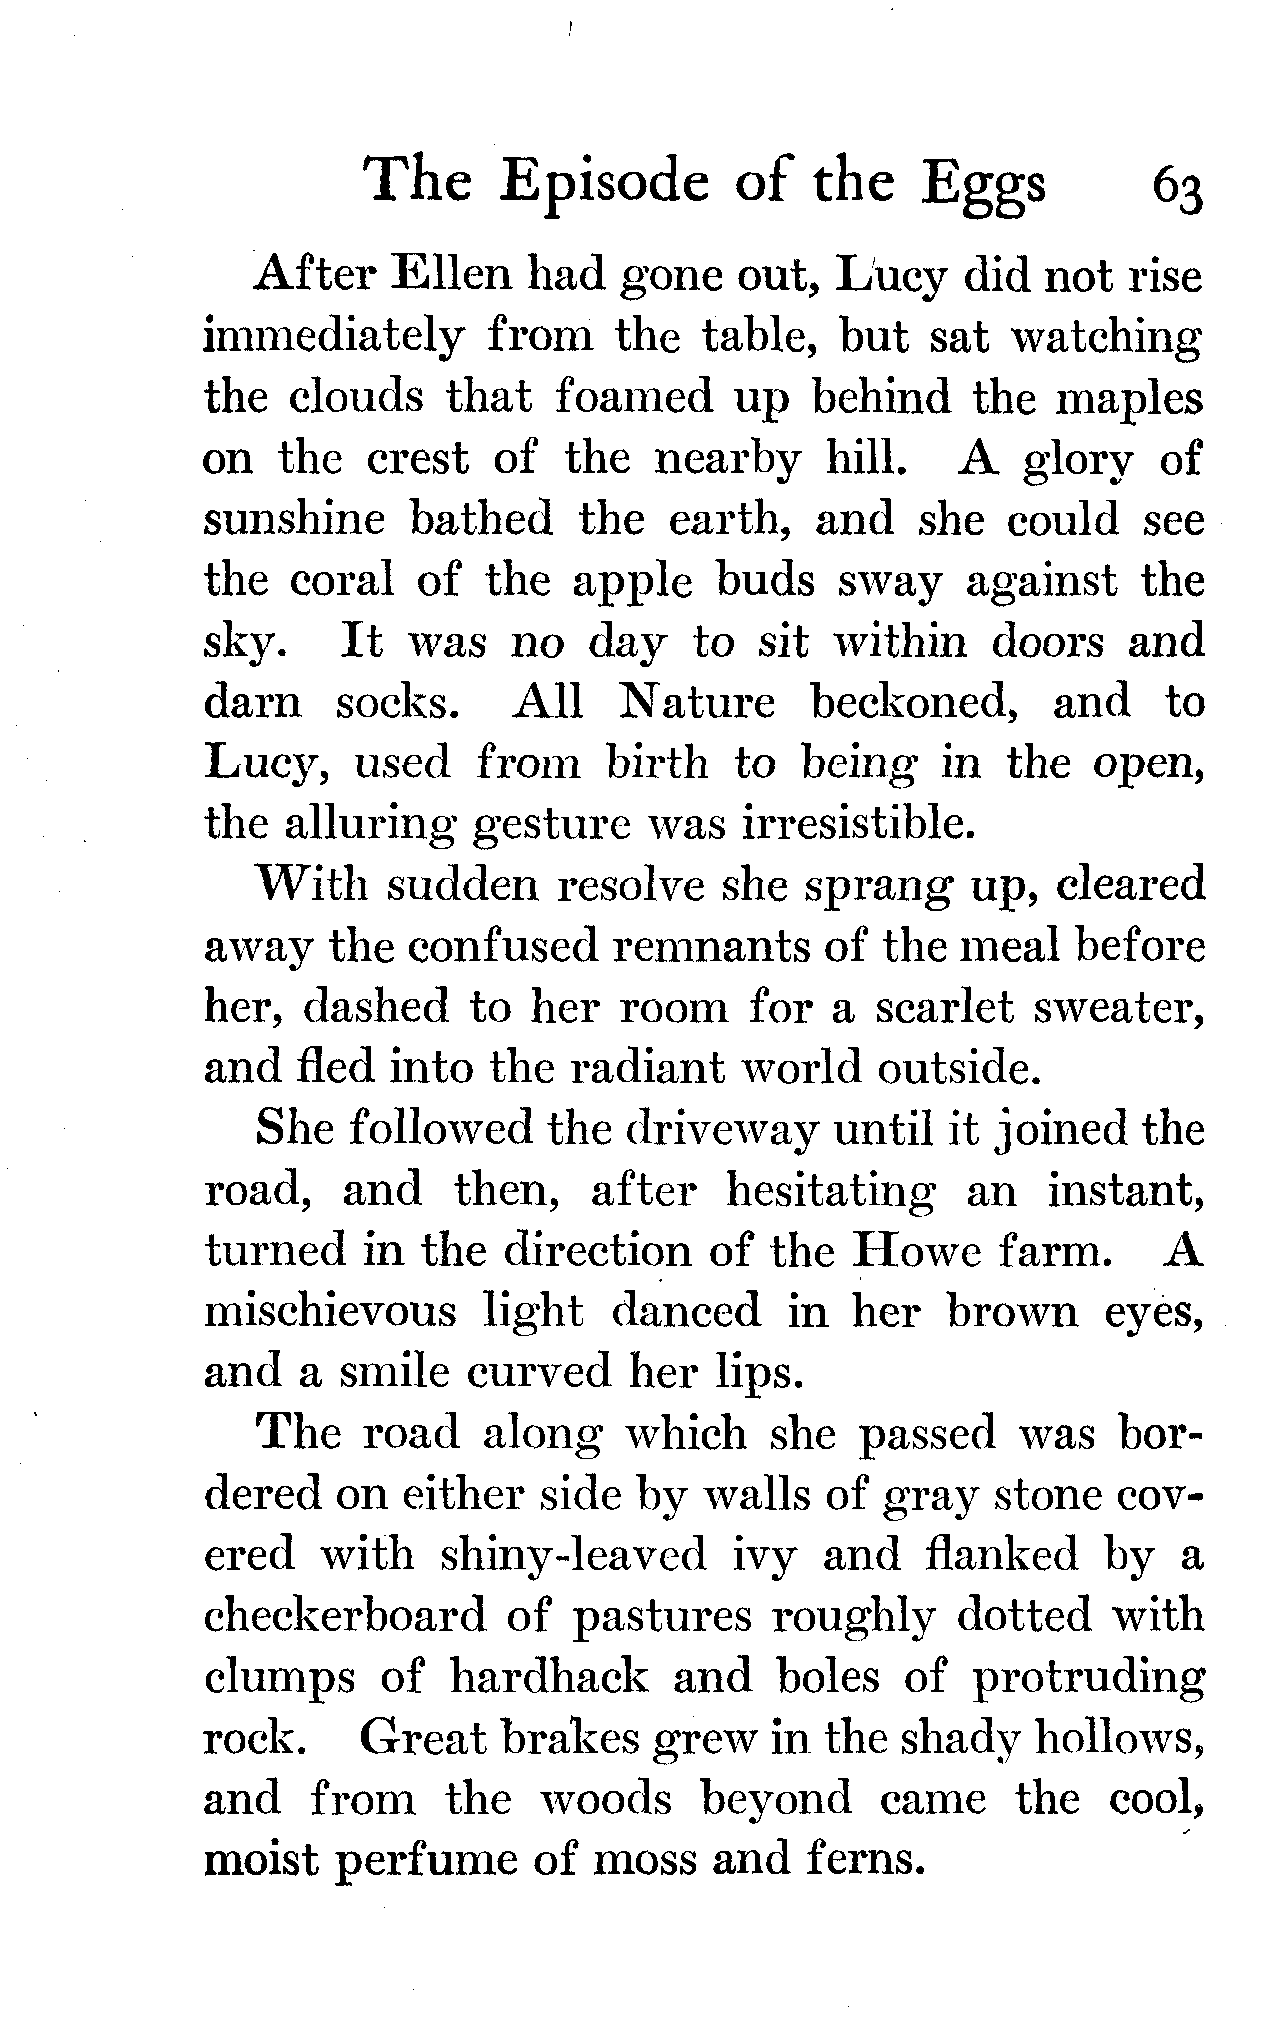 The Episode of the Eggs 63
After Ellen had gone out, Lucy did not rise
immediately from the table, but sat watching
the clouds that foamed up behind the maples
on the crest of the nearby hill. A glory of
sunshine bathed the earth, and she could see
the coral of the apple buds sway against the
sky. It was no day to sit within doors and
darn socks. All Nature beckoned, and to
Lucy, used from birth to being in the open,
the alluring gesture was irresistible.
With sudden resolve she sprang up, cleared
away the confused remnants of the meal before
her, dashed to her room for a scarlet sweater,
and fled into the radiant world outside.
She followed the driveway until it joined the
road, and then, after hesitating an instant,
turned in the direction of the Howe farm. A
mischievous light danced in her brown eyes,
and a smile curved her lips.
The road along which she passed was bor-
dered on either side by walls of gray stone cov-
ered with shiny-leaved ivy and flanked by a
checkerboard of pastures roughly dotted with
clumps of hardhack and boles of protruding
rock. Great brakes grew in the shady hollows,
and from the woods beyond came the cool,
moist perfume of moss and ferns.